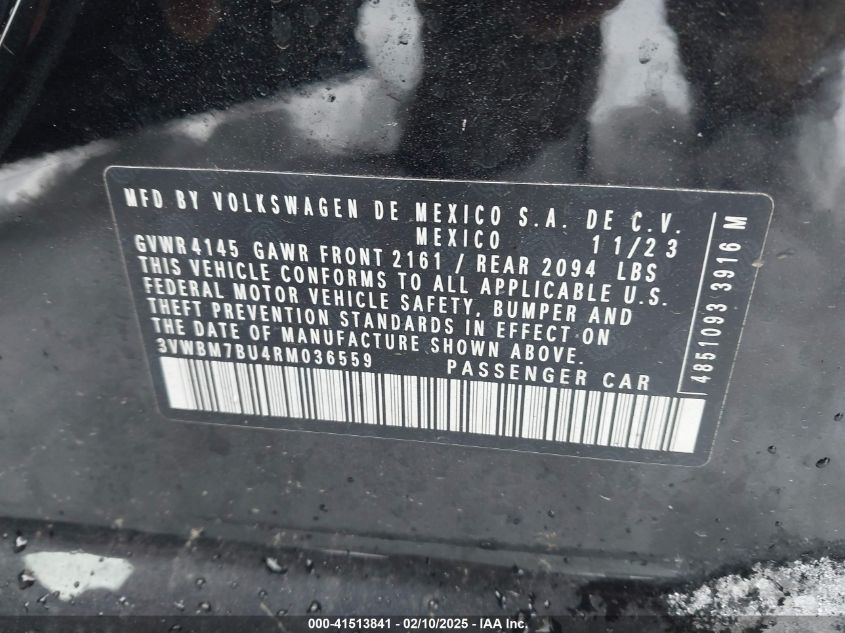 MFD BY VOLKSWAGEN DE MEXICO S.A. DE C.V.
MEXICO 11/23
GVWR 4145 GAWR FRONT 2161 / REAR 2094 LBS
THIS VEHICLE CONFORMS TO ALL APPLICABLE U.S.
FEDERAL MOTOR VEHICLE SAFETY, BUMPER AND
THEFT PREVENTION STANDARDS IN EFFECT ON
THE DATE OF MANUFACTURE SHOWN ABOVE.
3VWBM7BU4RM036559 PASSENGER CAR
4851093 3916 M
000-41513841 - 02/10/2025 - IAA Inc.